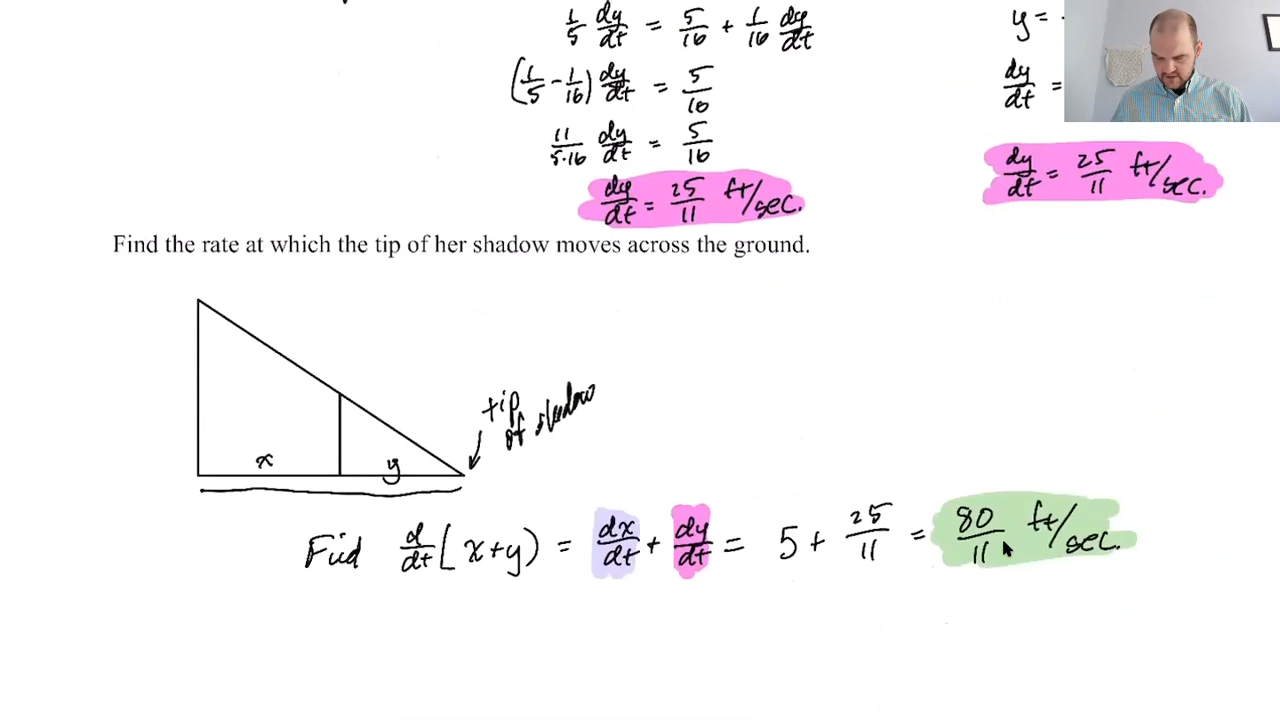 1/5 dy/dt = 5/16 + 1/16 dy/dt
(1/5 - 1/16) dy/dt = 5/16
11/5·16 dy/dt = 5/16
dy/dt = 25/11 ft/sec.
y =
dy/dt =
dy/dt = 25/11 ft/sec.
Find the rate at which the tip of her shadow moves across the ground.
tip
of shadow
x
y
Find d/dt [x+y) = dx/dt + dy/dt = 5 + 25/11 = 80/11 ft/sec.